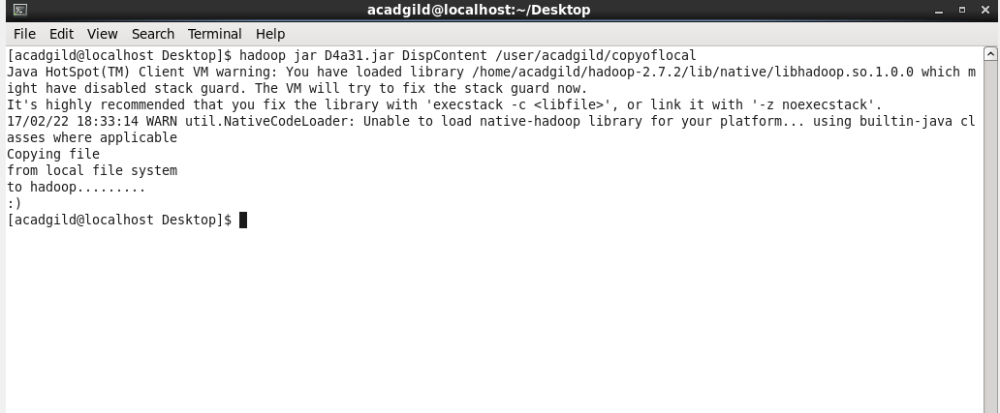 acadgild@localhost:~/Desktop
File Edit View Search Terminal Help
[acadgild@localhost Desktop]$ hadoop jar D4a31.jar DispContent /user/acadgild/copyoflocal
Java HotSpot(TM) Client VM warning: You have loaded library /home/acadgild/hadoop-2.7.2/lib/native/libhadoop.so.1.0.0 which m
ight have disabled stack guard. The VM will try to fix the stack guard now.
It's highly recommended that you fix the library with 'execstack -c <libfile>', or link it with '-z noexecstack'.
17/02/22 18:33:14 WARN util.NativeCodeLoader: Unable to load native-hadoop library for your platform... using builtin-java cl
asses where applicable
Copying file
from local file system
to hadoop.........
:)
[acadgild@localhost Desktop]$